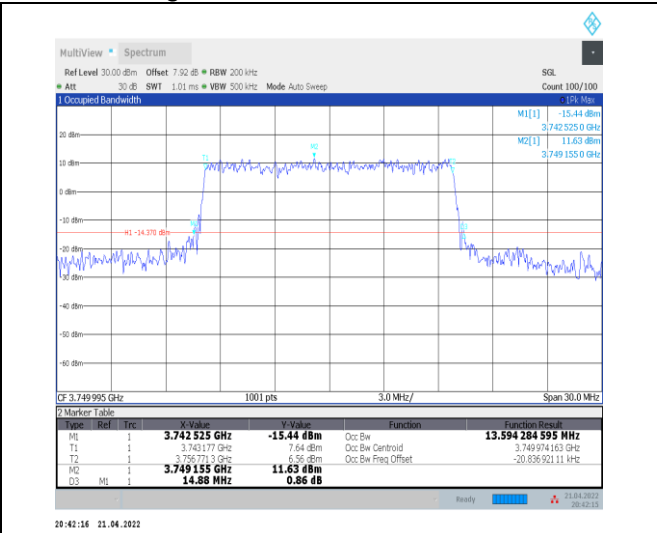 MultiView Spectrum
Ref Level 30.00 dBm Offset 7.92 dB RBW 200 kHz SGL
Att 30 dB SWT 1.01 ms VBW 500 kHz Mode Auto Sweep Count 100/100
1 Occupied Bandwidth 1Pk Max
M1[1] -15.44 dBm
3.742 525 0 GHz
M2[1] 11.63 dBm
3.749 155 0 GHz
20 dBm
M2
10 dBm
T1
0 dBm
-10 dBm
H1 -14.370 dBm
-20 dBm
-30 dBm
-40 dBm
-50 dBm
-60 dBm
CF 3.749 995 GHz 1001 pts 3.0 MHz/ Span 30.0 MHz
2 Marker Table
Type Ref Trc X-Value Y-Value Function Function Result
M1 1 3.742 525 GHz -15.44 dBm Occ Bw 13.594 284 595 MHz
T1 1 3.743 177 GHz 7.64 dBm Occ Bw Centroid 3.749 974 163 GHz
T2 1 3.756 771 3 GHz 6.56 dBm Occ Bw Freq Offset -20.836 921 11 kHz
M2 1 3.749 155 GHz 11.63 dBm
D3 M1 1 14.88 MHz 0.86 dB
Ready 21.04.2022
20:42:15
20:42:16 21.04.2022